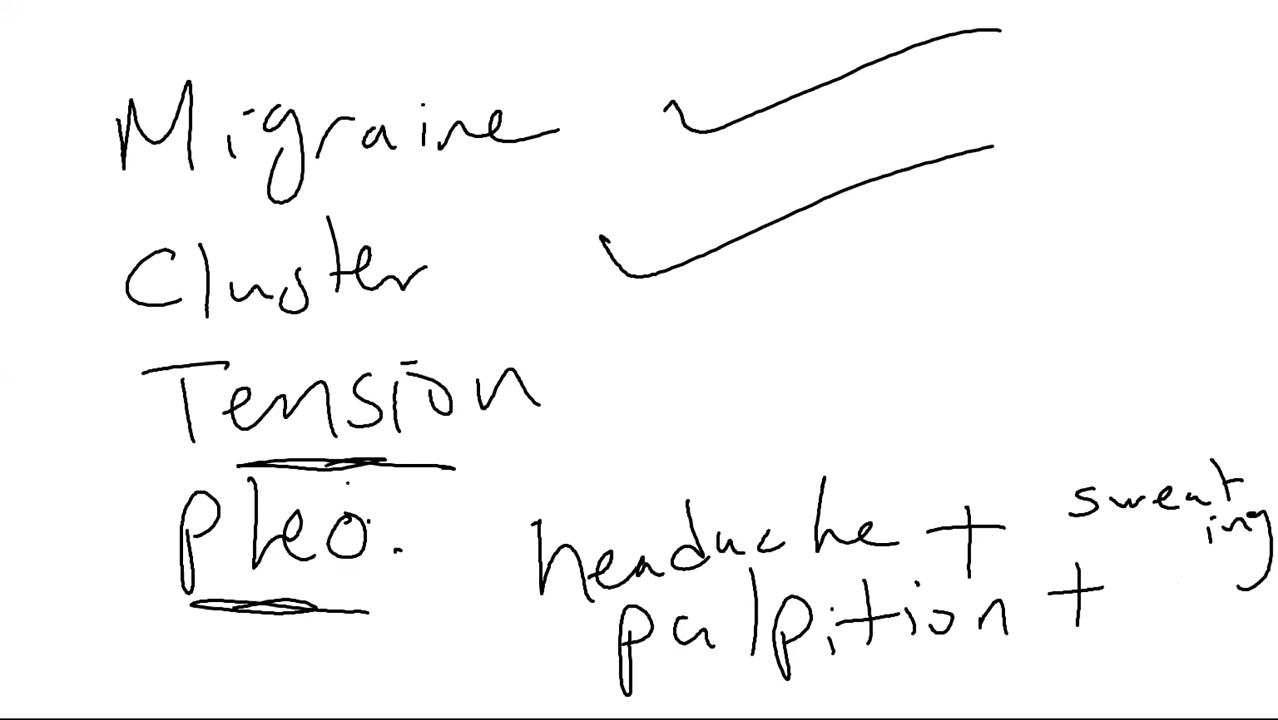 Migraine
Cluster
Tension
pheo.
headache + sweating
palpition +